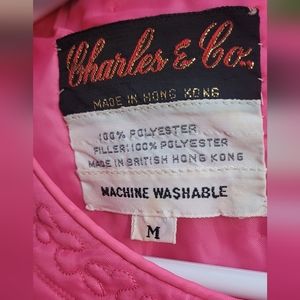 Charles & Co.
MADE IN HONG KONG
100% POLYESTER
FILLER: 100% POLYESTER
MADE IN BRITISH HONG KONG
MACHINE WASHABLE
M